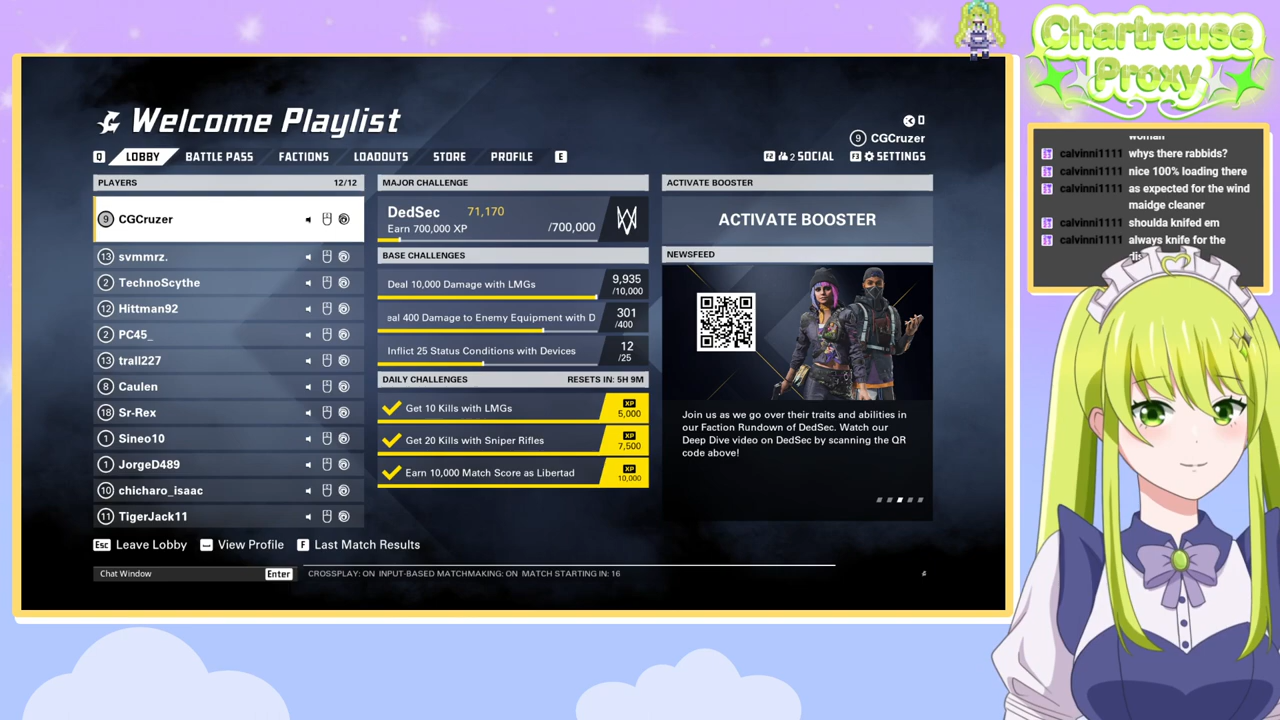 Chartreuse
Proxy
Welcome Playlist
0
9 CGCruzer
Q LOBBY BATTLE PASS FACTIONS LOADOUTS STORE PROFILE E
F2 2 SOCIAL F3 SETTINGS
PLAYERS 12/12
9 CGCruzer
13 svmmrz.
2 TechnoScythe
12 Hittman92
2 PC45_
13 trall227
8 Caulen
18 Sr-Rex
1 Sineo10
1 JorgeD489
10 chicharo_isaac
11 TigerJack11
MAJOR CHALLENGE
DedSec 71,170
Earn 700,000 XP /700,000
BASE CHALLENGES
Deal 10,000 Damage with LMGs 9,935
/10,000
eal 400 Damage to Enemy Equipment with D 301
/400
Inflict 25 Status Conditions with Devices 12
/25
DAILY CHALLENGES RESETS IN: 5H 9M
Get 10 Kills with LMGs XP
5,000
Get 20 Kills with Sniper Rifles XP
7,500
Earn 10,000 Match Score as Libertad XP
10,000
ACTIVATE BOOSTER
ACTIVATE BOOSTER
NEWSFEED
Join us as we go over their traits and abilities in
our Faction Rundown of DedSec. Watch our
Deep Dive video on DedSec by scanning the QR
code above!
Esc Leave Lobby View Profile F Last Match Results
Chat Window Enter
CROSSPLAY: ON INPUT-BASED MATCHMAKING: ON MATCH STARTING IN: 16
woman
calvinni1111 whys there rabbids?
calvinni1111 nice 100% loading there
calvinni1111 as expected for the wind
maidge cleaner
calvinni1111 shoulda knifed em
calvinni1111 always knife for the